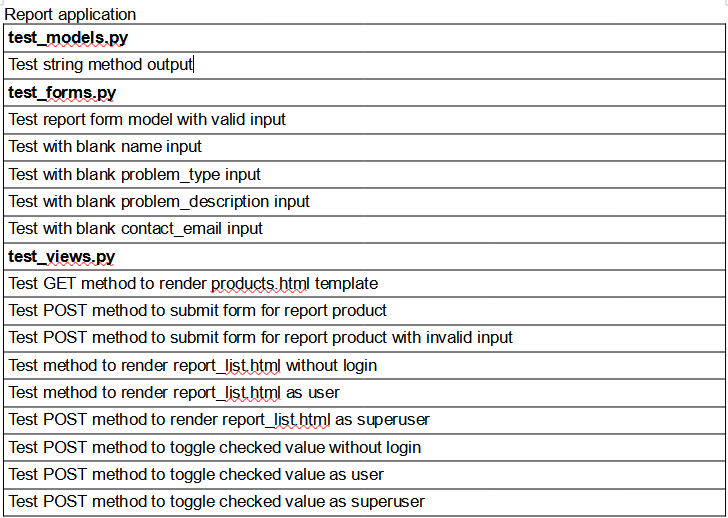 Report application
test_models.py
Test string method output
test_forms.py
Test report form model with valid input
Test with blank name input
Test with blank problem_type input
Test with blank problem_description input
Test with blank contact_email input
test_views.py
Test GET method to render products.html template
Test POST method to submit form for report product
Test POST method to submit form for report product with invalid input
Test method to render report_list.html without login
Test method to render report_list.html as user
Test POST method to render report_list.html as superuser
Test POST method to toggle checked value without login
Test POST method to toggle checked value as user
Test POST method to toggle checked value as superuser